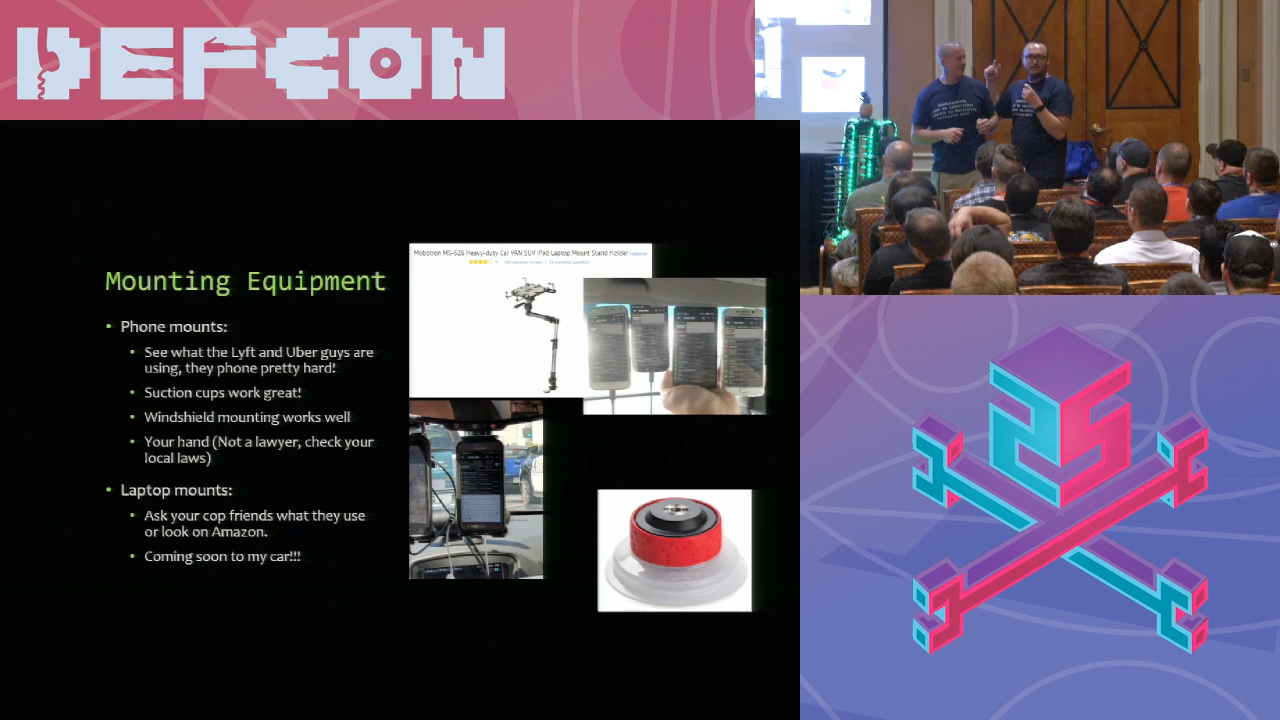 DEFCON
Mounting Equipment
• Phone mounts:
• See what the Lyft and Uber guys are
using, they phone pretty hard!
• Suction cups work great!
• Windshield mounting works well
• Your hand (Not a lawyer, check your
local laws)
• Laptop mounts:
• Ask your cop friends what they use
or look on Amazon.
• Coming soon to my car!!!
Mobotron MS-526 Heavy-duty Car VAN SUV iPad Laptop Mount Stand Holder
25